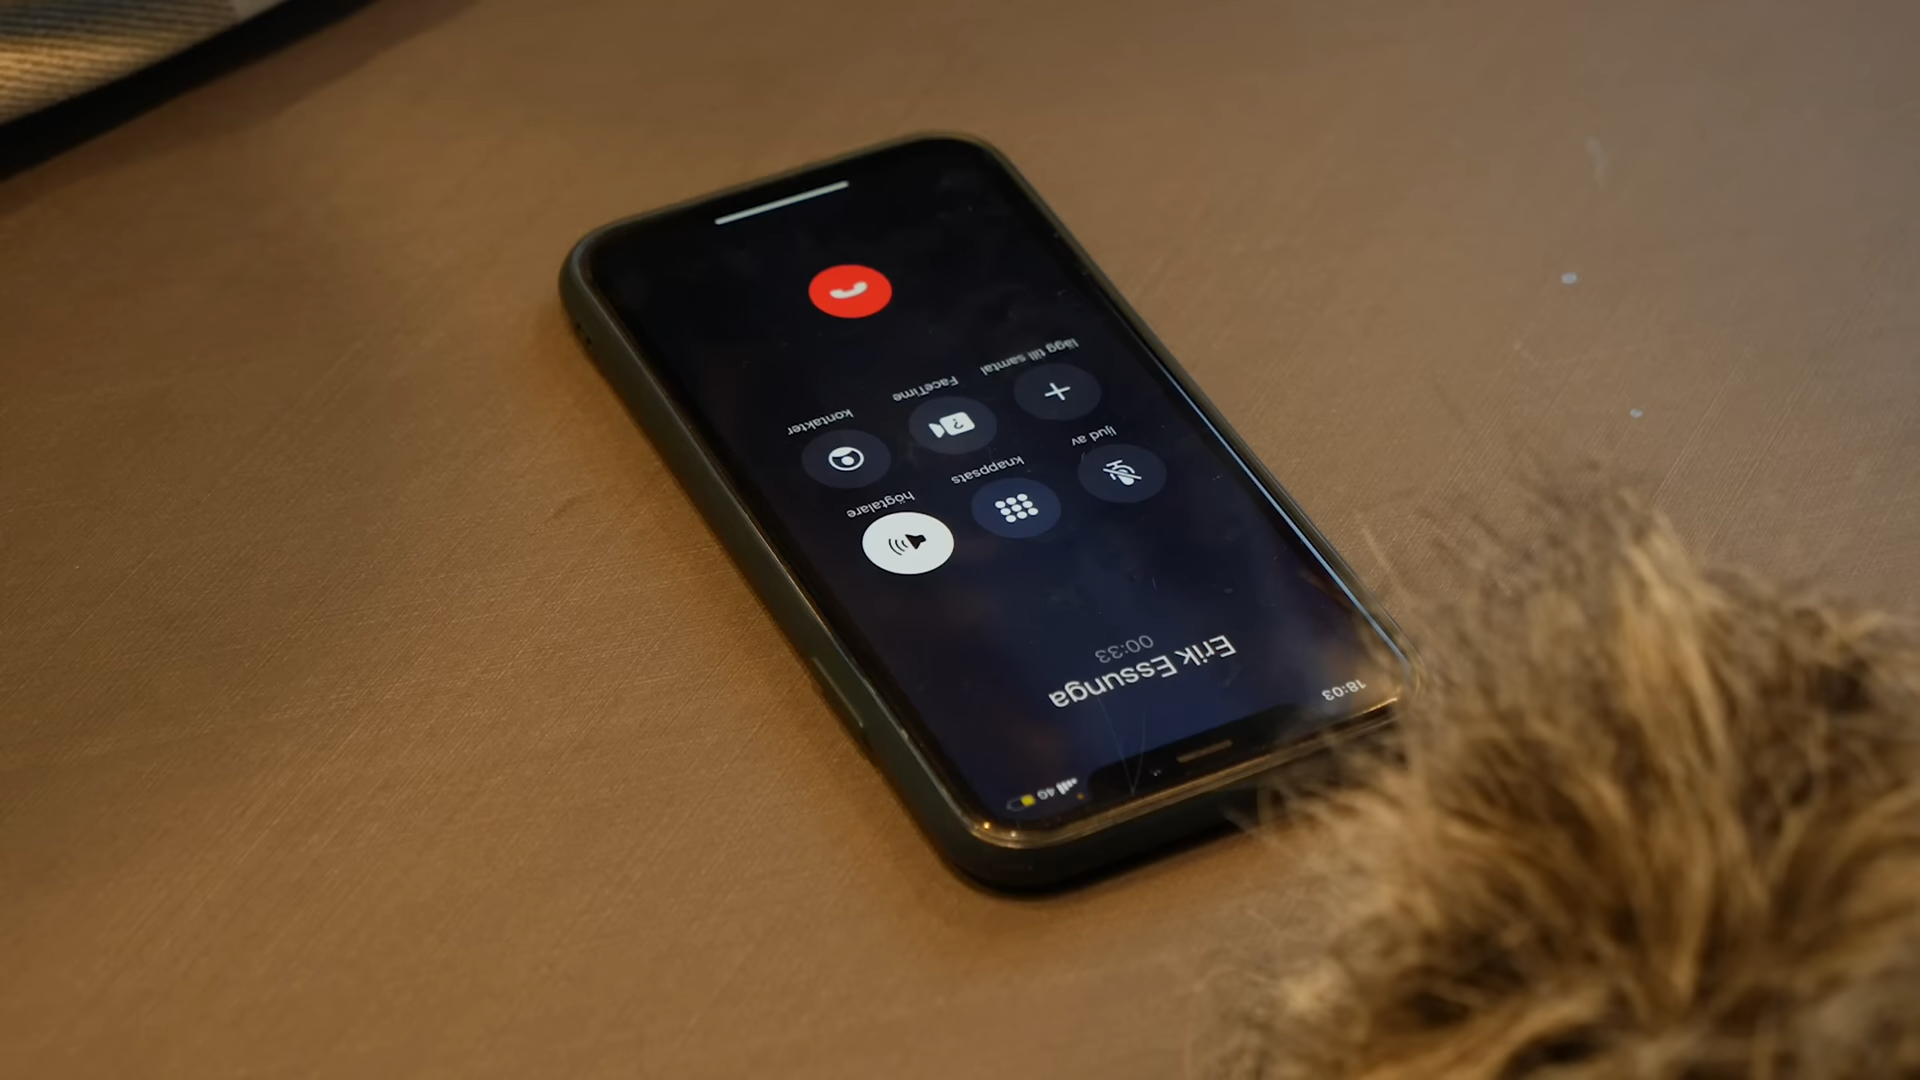 18:03
4G
Erik Essunga
00:33
ljud av
knappsats
högtalare
lägg till samtal
FaceTime
kontakter